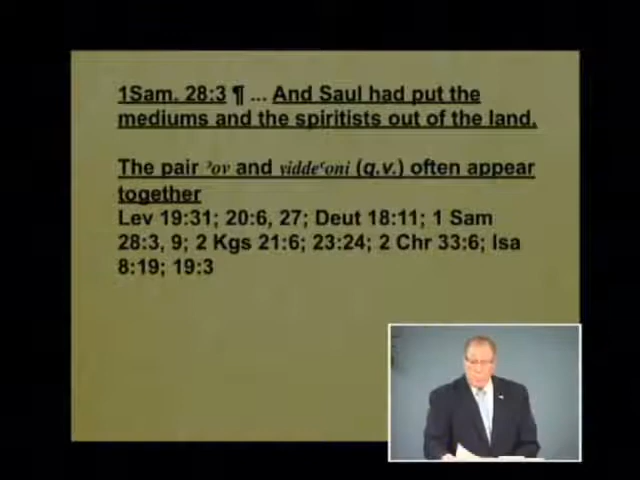 1Sam. 28:3 ¶ ... And Saul had put the
mediums and the spiritists out of the land.
The pair ʾov and yiddeʿoni (q.v.) often appear
together
Lev 19:31; 20:6, 27; Deut 18:11; 1 Sam
28:3, 9; 2 Kgs 21:6; 23:24; 2 Chr 33:6; Isa
8:19; 19:3